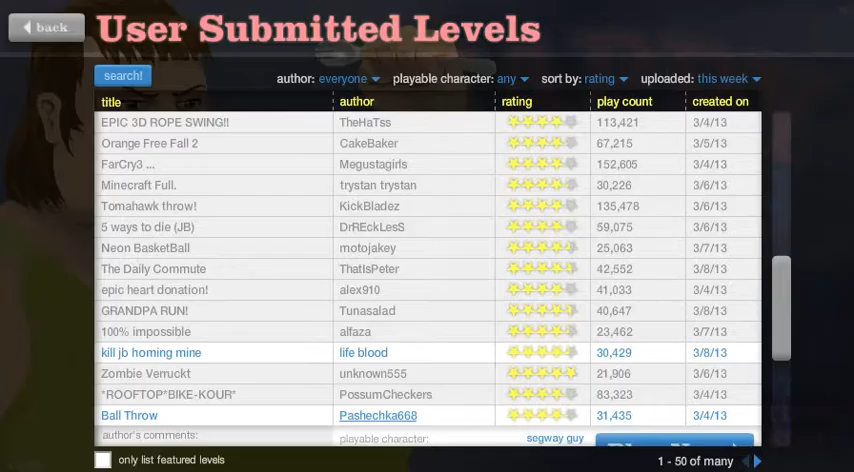 back
User Submitted Levels
search!
author: everyone playable character: any sort by: rating uploaded: this week
title author rating play count created on
EPIC 3D ROPE SWING!! TheHaTss 113,421 3/4/13
Orange Free Fall 2 CakeBaker 67,215 3/5/13
FarCry3 ... Megustagirls 152,605 3/4/13
Minecraft Full. trystan trystan 30,226 3/6/13
Tomahawk throw! KickBladez 135,478 3/6/13
5 ways to die (JB) DrREckLesS 59,075 3/6/13
Neon BasketBall motojakey 25,063 3/7/13
The Daily Commute ThatIsPeter 42,552 3/8/13
epic heart donation! alex910 41,033 3/4/13
GRANDPA RUN! Tunasalad 40,647 3/8/13
100% impossible alfaza 23,462 3/7/13
kill jb homing mine life blood 30,429 3/8/13
Zombie Verruckt unknown555 21,906 3/6/13
*ROOFTOP*BIKE-KOUR* PossumCheckers 83,323 3/4/13
Ball Throw Pashechka668 31,435 3/4/13
author's comments: playable character: segway guy
only list featured levels 1 - 50 of many